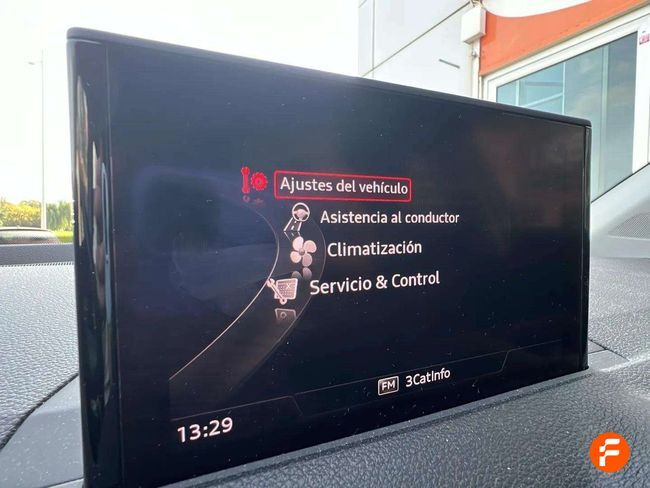 Ajustes del vehículo
Asistencia al conductor
Climatización
Servicio & Control
FM 3CatInfo
13:29